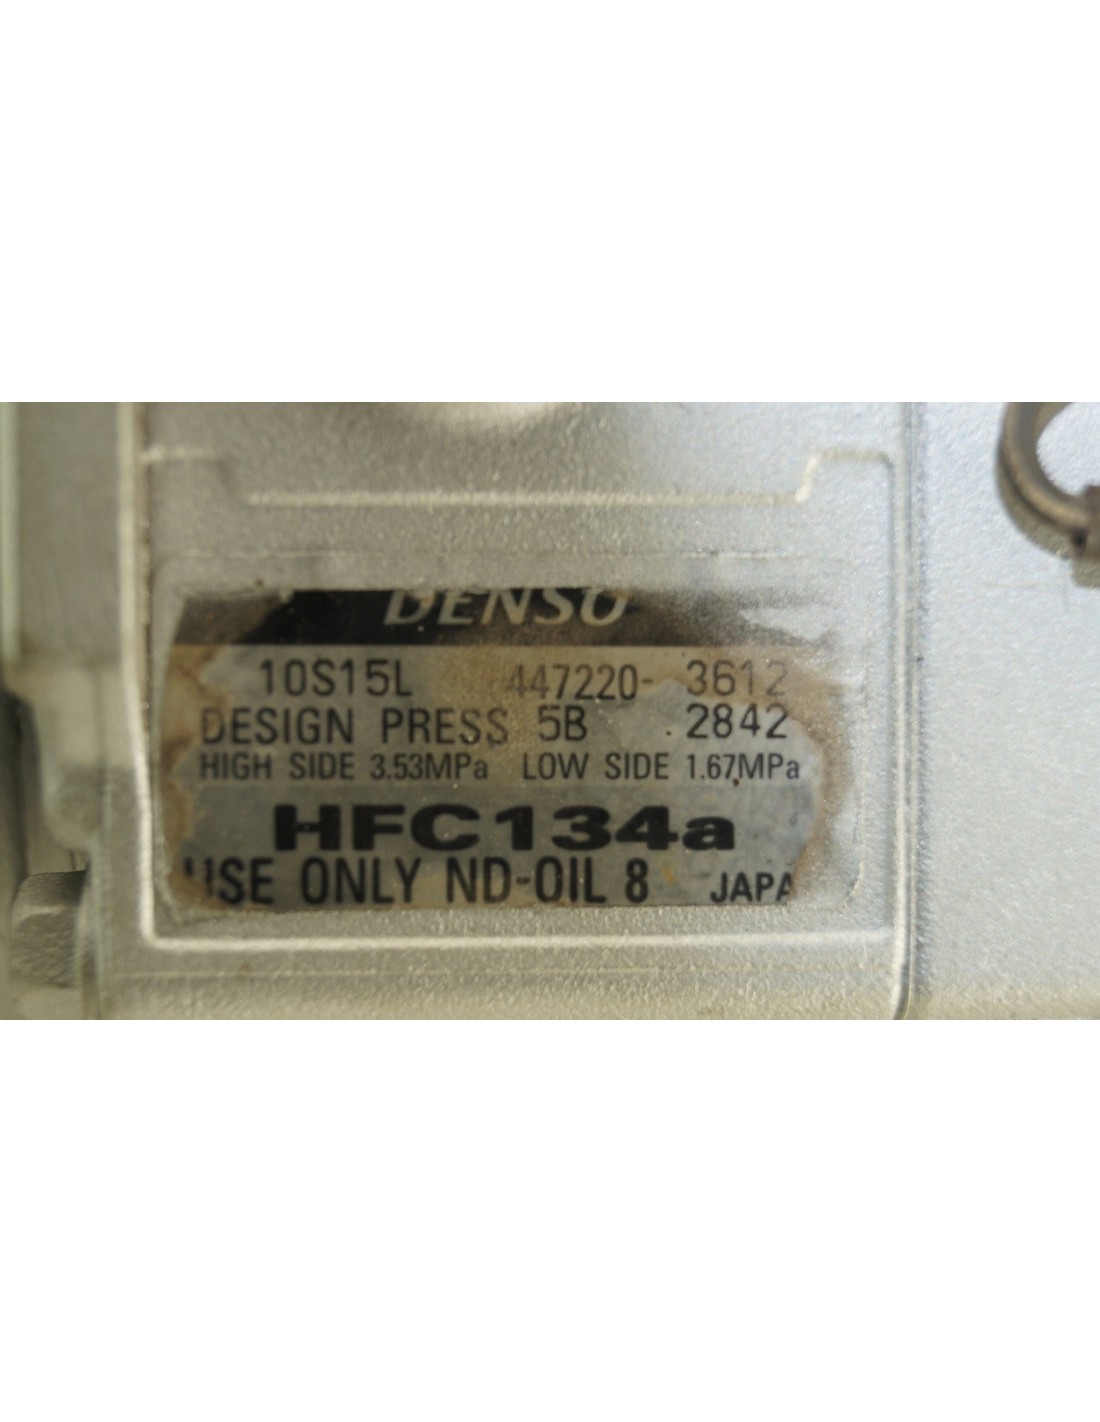 DENSO
10S15L 447220- 3612
DESIGN PRESS 5B 2842
HIGH SIDE 3.53MPa LOW SIDE 1.67MPa
HFC134a
USE ONLY ND-OIL 8 JAPA